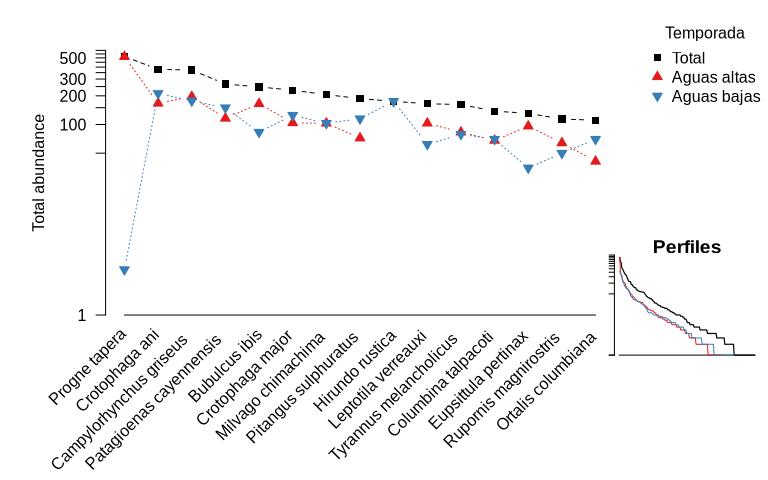 Temporada
Total
Aguas altas
Aguas bajas
Total abundance
500
300
200
100
1
Progne tapera
Crotophaga ani
Campylorhynchus griseus
Patagioenas cayennensis
Bubulcus ibis
Crotophaga major
Milvago chimachima
Pitangus sulphuratus
Hirundo rustica
Leptotila verreauxi
Tyrannus melancholicus
Columbina talpacoti
Eupsittula pertinax
Rupornis magnirostris
Ortalis columbiana
Perfiles